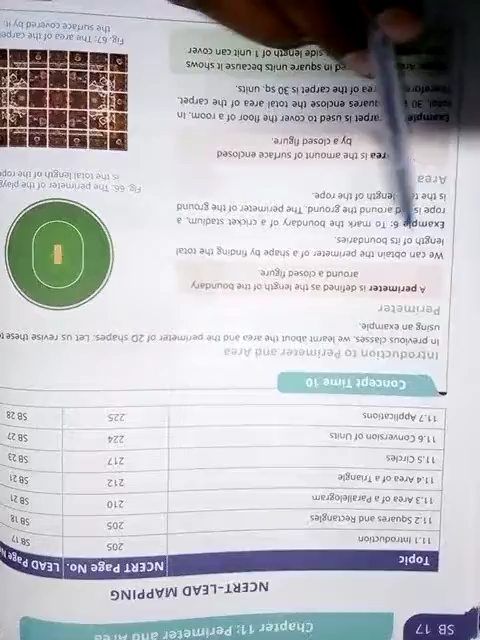 SB 17
Chapter 11: Perimeter and Area
NCERT-LEAD MAPPING
Topic NCERT Page No. LEAD Page No
11.1 Introduction 205 SB 17
11.2 Squares and Rectangles 205 SB 18
11.3 Area of a Parallelogram 210 SB 21
11.4 Area of a Triangle 212 SB 21
11.5 Circles 217 SB 23
11.6 Conversion of Units 224 SB 27
11.7 Applications 225 SB 28
Concept Time 10
Introduction to Perimeter and Area
In previous classes, we learnt about the area and the perimeter of 2D shapes. Let us revise these
using an example.
Perimeter
A perimeter is defined as the length of the boundary
around a closed figure.
We can obtain the perimeter of a shape by finding the total
length of its boundaries.
Example 6: To mark the boundary of a cricket stadium, a
rope is around the ground. The perimeter of the ground
is the length of the rope.
Fig. 66: The perimeter of the
is the total length of the
Area
area is the amount of surface enclosed
by a closed figure.
Example carpet is used to cover the floor of a room. In
total, 30 squares enclose the total area of the carpet.
Therefore area of the carpet is 30 sq. units.
in square units because it shows
side length of 1 unit can cover
Fig. 67: The area of the
the surface covered by it.